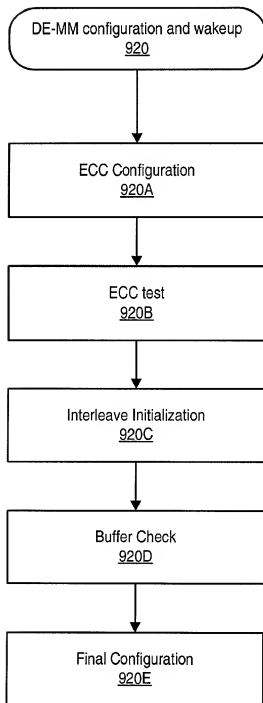 DE-MM configuration and wakeup
920
ECC Configuration
920A
ECC test
920B
Interleave Initialization
920C
Buffer Check
920D
Final Configuration
920E